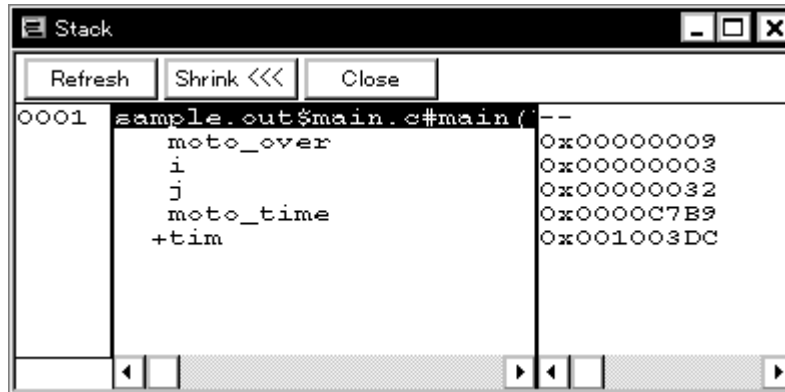 Stack
Refresh Shrink <<< Close
0001 sample.out$main.c#main( --
moto_over 0x00000009
i 0x00000003
j 0x00000032
moto_time 0x0000C7B9
+tim 0x001003DC